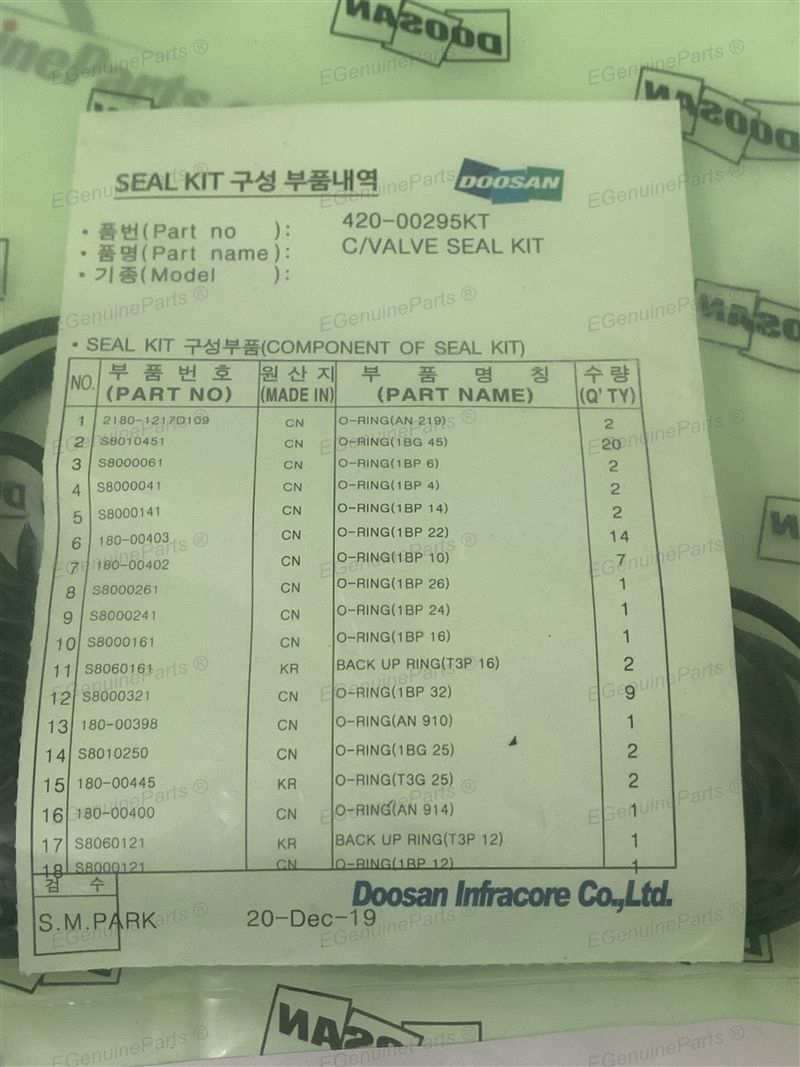 DOOSAN
DOOSAN
SEAL KIT 구성 부품내역
DOOSAN
• 품번(Part no ): 420-00295KT
• 품명(Part name): C/VALVE SEAL KIT
• 기종(Model ):
• SEAL KIT 구성부품(COMPONENT OF SEAL KIT)
NO. 부 품 번 호 원 산 지 부 품 명 칭 수 량
(PART NO) (MADE IN) (PART NAME) (Q' TY)
1 2180-1217D109 CN O-RING(AN 219) 2
2 S8010451 CN O-RING(1BG 45) 20
3 S8000061 CN O-RING(1BP 6) 2
4 S8000041 CN O-RING(1BP 4) 2
5 S8000141 CN O-RING(1BP 14) 2
6 180-00403 CN O-RING(1BP 22) 14
7 180-00402 CN O-RING(1BP 10) 7
8 S8000261 CN O-RING(1BP 26) 1
9 S8000241 CN O-RING(1BP 24) 1
10 S8000161 CN O-RING(1BP 16) 1
11 S8060161 KR BACK UP RING(T3P 16) 2
12 S8000321 CN O-RING(1BP 32) 9
13 180-00398 CN O-RING(AN 910) 1
14 S8010250 CN O-RING(1BG 25) 2
15 180-00445 KR O-RING(T3G 25) 2
16 180-00400 CN O-RING(AN 914) 1
17 S8060121 KR BACK UP RING(T3P 12) 1
18 S8000121 CN O-RING(1BP 12) 1
검 수
Doosan Infracore Co.,Ltd.
S.M.PARK 20-Dec-19
DOOSAN
EGenuineParts ®